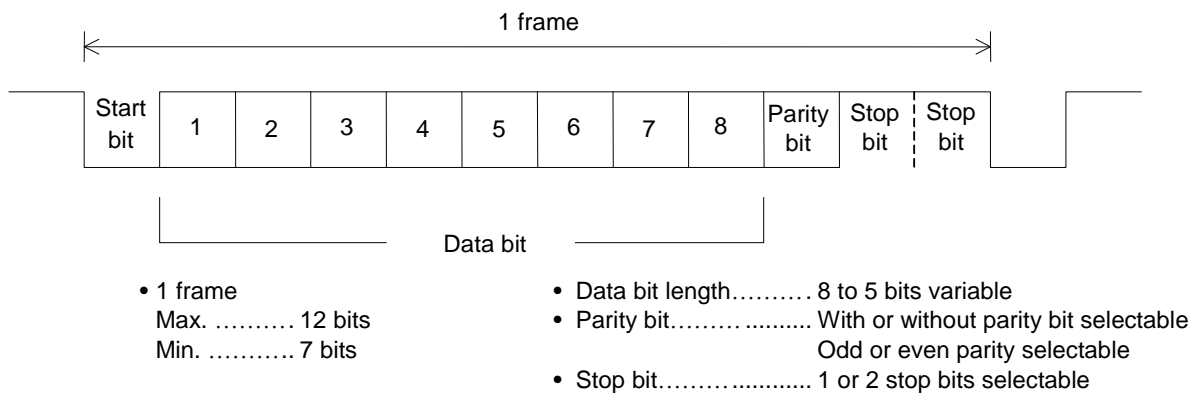 1 frame
Start bit 1 2 3 4 5 6 7 8 Parity bit Stop bit Stop bit
Data bit
• 1 frame
Max. .......... 12 bits
Min. ........... 7 bits
• Data bit length.......... 8 to 5 bits variable
• Parity bit................... With or without parity bit selectable
Odd or even parity selectable
• Stop bit..................... 1 or 2 stop bits selectable